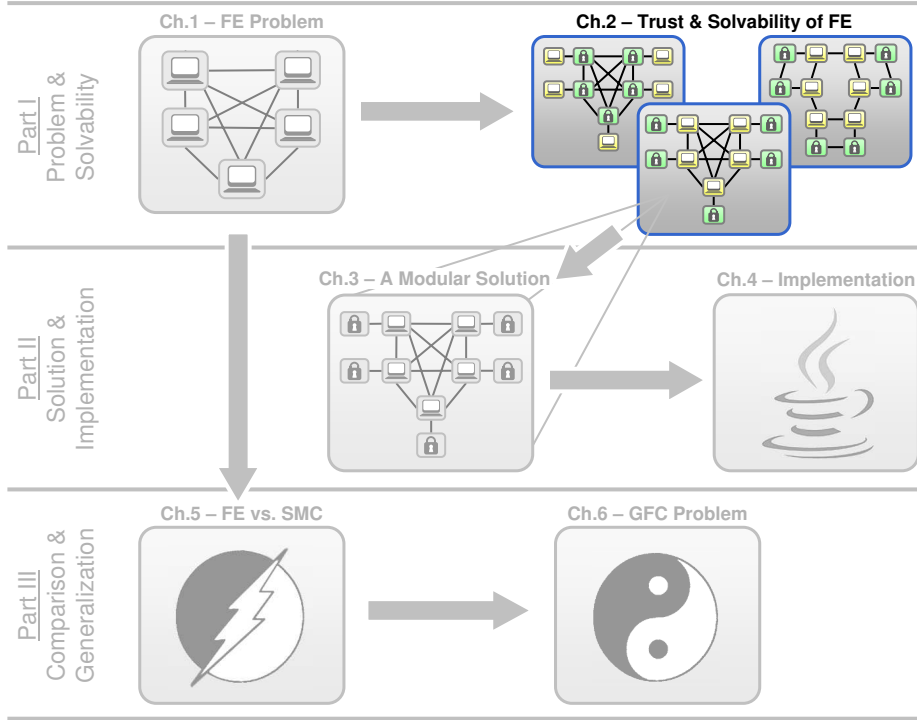 Part I
Problem &
Solvability
Ch.1 – FE Problem
Ch.2 – Trust & Solvability of FE
Part II
Solution &
Implementation
Ch.3 – A Modular Solution
Ch.4 – Implementation
Part III
Comparison &
Generalization
Ch.5 – FE vs. SMC
Ch.6 – GFC Problem